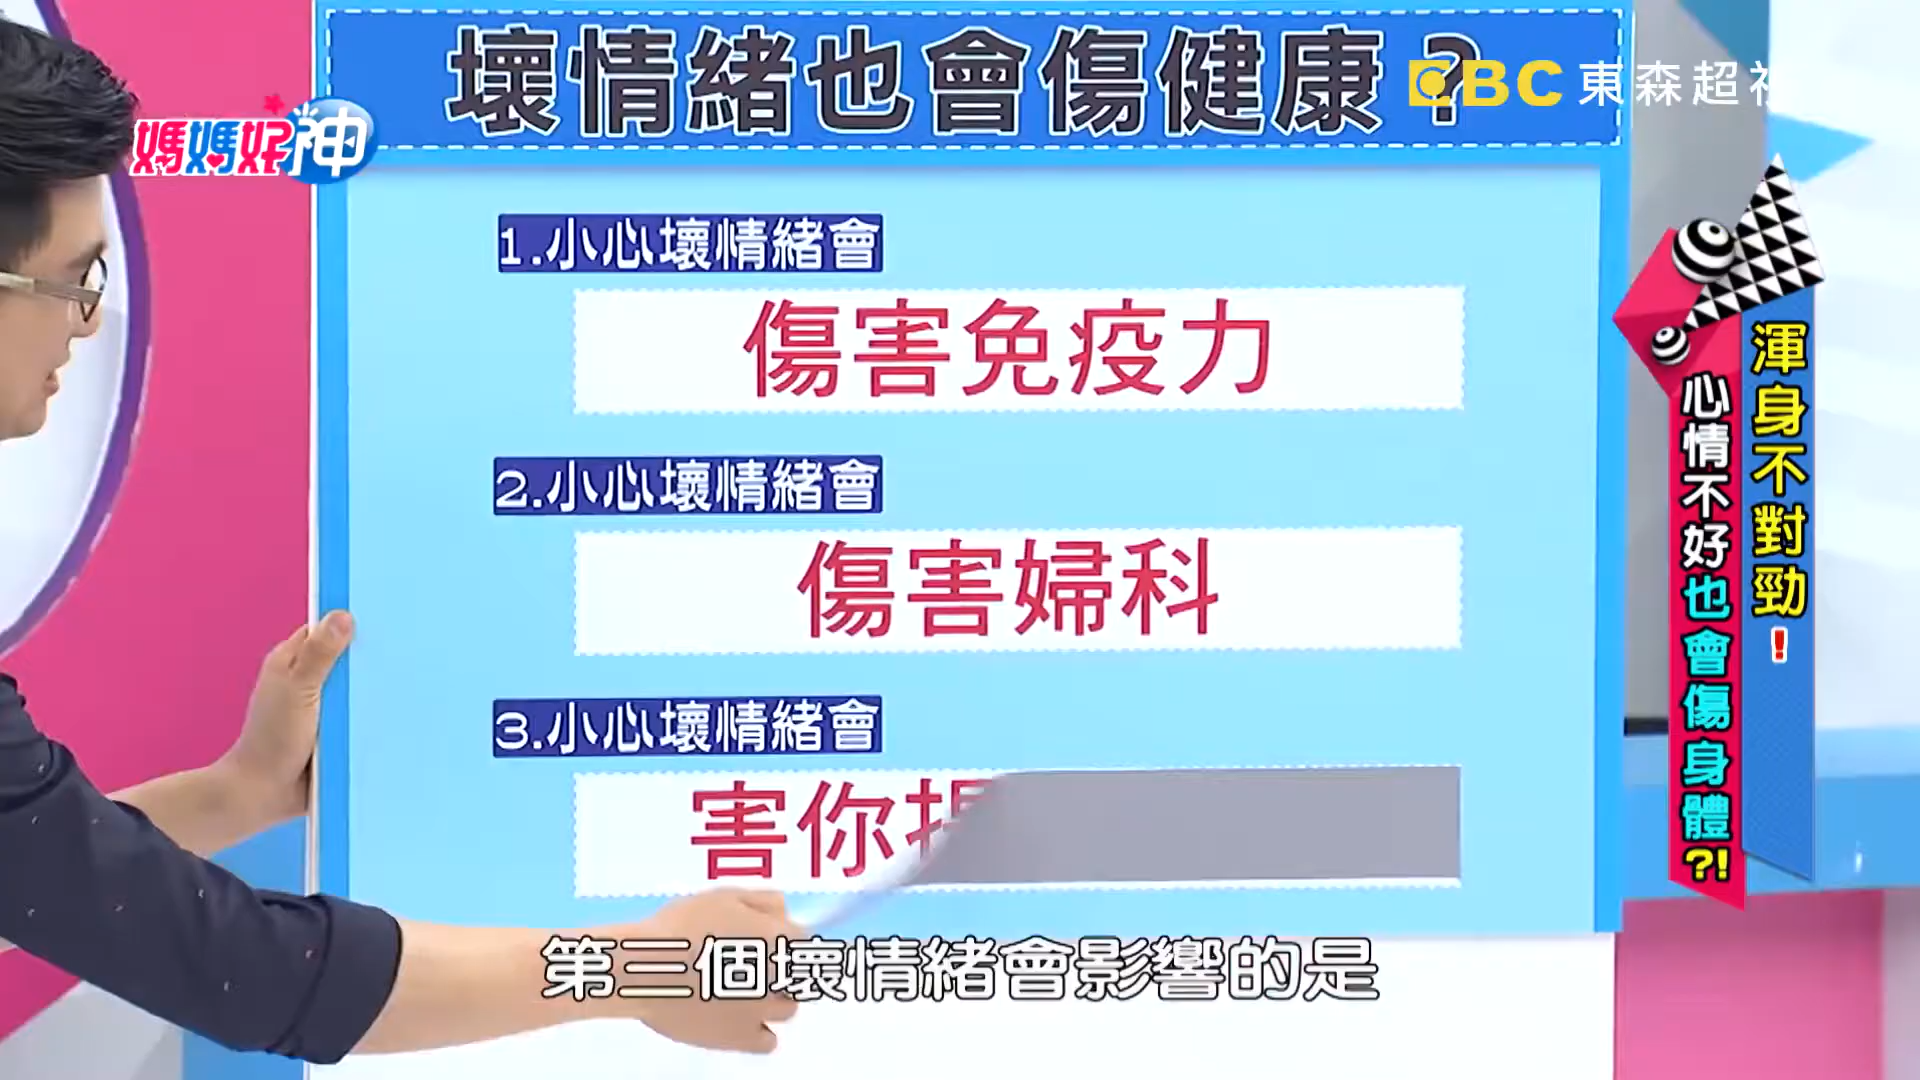 壞情緒也會傷健康?
EBC 東森超視
媽媽好神
1.小心壞情緒會
傷害免疫力
2.小心壞情緒會
傷害婦科
3.小心壞情緒會
害你
渾身不對勁!
心情不好也會傷身體?!
第三個壞情緒會影響的是